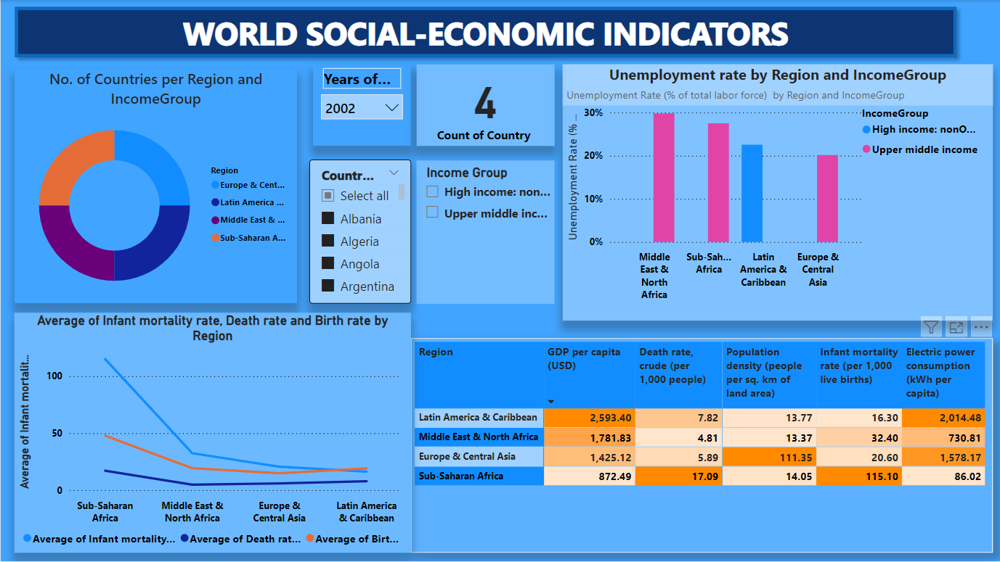 WORLD SOCIAL-ECONOMIC INDICATORS
No. of Countries per Region and
IncomeGroup
Region
Europe & Cent...
Latin America ...
Middle East & ...
Sub-Saharan A...
Years of...
2002
4
Count of Country
Countr...
Select all
Albania
Algeria
Angola
Argentina
Income Group
High income: non...
Upper middle inc...
Unemployment rate by Region and IncomeGroup
Unemployment Rate (% of total labor force) by Region and IncomeGroup
Unemployment Rate (% ...
30%
20%
10%
0%
Middle
East &
North
Africa
Sub-Sah...
Africa
Latin
America &
Caribbean
Europe &
Central
Asia
IncomeGroup
High income: nonO...
Upper middle income
Average of Infant mortality rate, Death rate and Birth rate by
Region
Average of Infant mortalit...
100
50
0
Sub-Saharan
Africa
Middle East &
North Africa
Europe &
Central Asia
Latin America
& Caribbean
Average of Infant mortality...
Average of Death rat...
Average of Birt...
Region
GDP per capita
(USD)
Death rate,
crude (per
1,000 people)
Population
density (people
per sq. km of
land area)
Infant mortality
rate (per 1,000
live births)
Electric power
consumption
(kWh per
capita)
Latin America & Caribbean 2,593.40 7.82 13.77 16.30 2,014.48
Middle East & North Africa 1,781.83 4.81 13.37 32.40 730.81
Europe & Central Asia 1,425.12 5.89 111.35 20.60 1,578.17
Sub-Saharan Africa 872.49 17.09 14.05 115.10 86.02